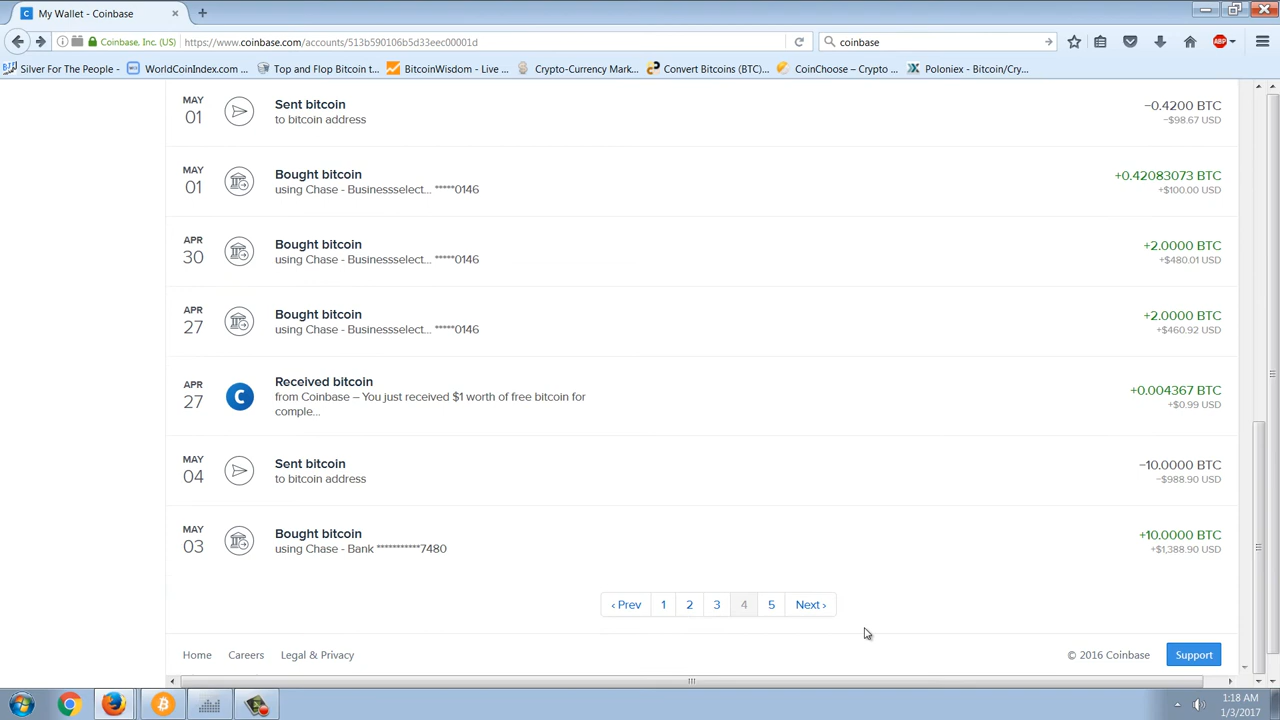 My Wallet - Coinbase
Coinbase, Inc. (US)
https://www.coinbase.com/accounts/513b590106b5d33eec00001d
coinbase
ABP
Silver For The People -
WorldCoinIndex.com ...
Top and Flop Bitcoin t...
BitcoinWisdom - Live ...
Crypto-Currency Mark...
Convert Bitcoins (BTC)...
CoinChoose – Crypto ...
Poloniex - Bitcoin/Cry...
MAY
01
Sent bitcoin
to bitcoin address
−0.4200 BTC
−$98.67 USD
MAY
01
Bought bitcoin
using Chase - Businessselect... *****0146
+0.42083073 BTC
+$100.00 USD
APR
30
Bought bitcoin
using Chase - Businessselect... *****0146
+2.0000 BTC
+$480.01 USD
APR
27
Bought bitcoin
using Chase - Businessselect... *****0146
+2.0000 BTC
+$460.92 USD
APR
27
Received bitcoin
from Coinbase – You just received $1 worth of free bitcoin for
comple...
+0.004367 BTC
+$0.99 USD
MAY
04
Sent bitcoin
to bitcoin address
−10.0000 BTC
−$988.90 USD
MAY
03
Bought bitcoin
using Chase - Bank ***********7480
+10.0000 BTC
+$1,388.90 USD
‹ Prev 1 2 3 4 5 Next ›
Home Careers Legal & Privacy
© 2016 Coinbase
Support
1:18 AM
1/3/2017